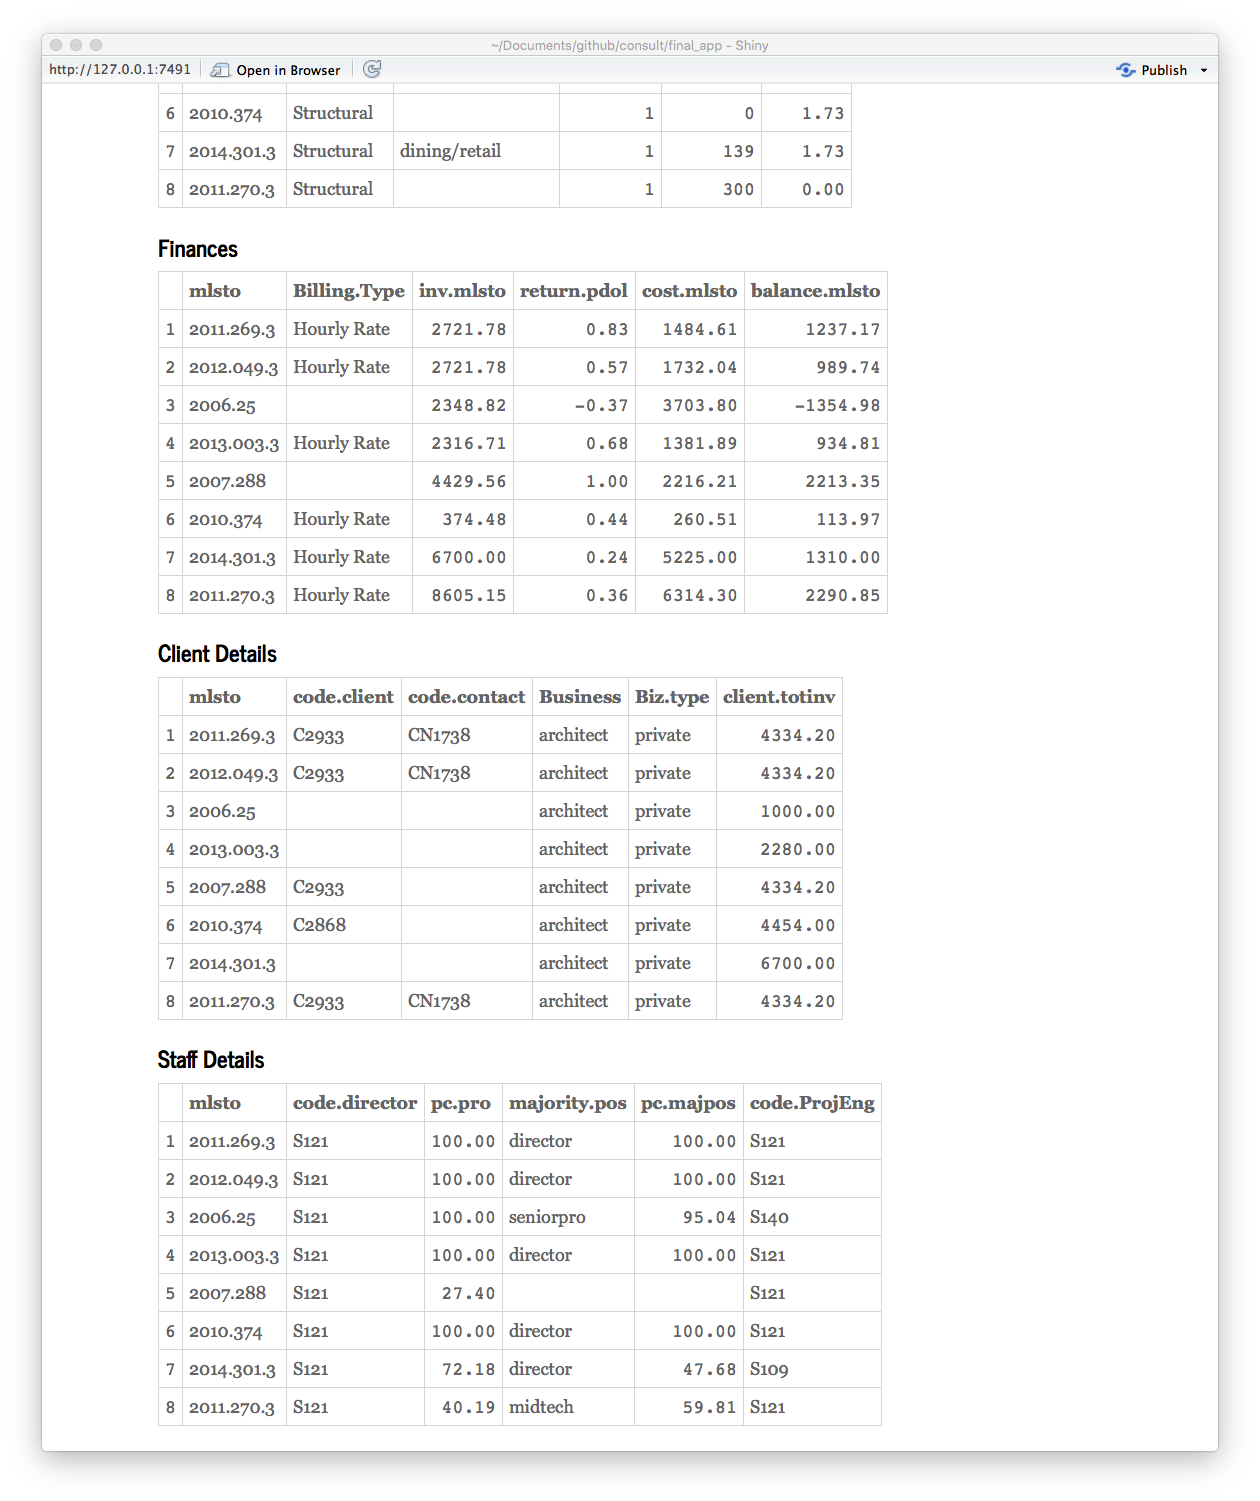 ~/Documents/github/consult/final_app - Shiny
http://127.0.0.1:7491 Open in Browser Publish
6 2010.374 Structural 1 0 1.73
7 2014.301.3 Structural dining/retail 1 139 1.73
8 2011.270.3 Structural 1 300 0.00
Finances
mlsto Billing.Type inv.mlsto return.pdol cost.mlsto balance.mlsto
1 2011.269.3 Hourly Rate 2721.78 0.83 1484.61 1237.17
2 2012.049.3 Hourly Rate 2721.78 0.57 1732.04 989.74
3 2006.25 2348.82 -0.37 3703.80 -1354.98
4 2013.003.3 Hourly Rate 2316.71 0.68 1381.89 934.81
5 2007.288 4429.56 1.00 2216.21 2213.35
6 2010.374 Hourly Rate 374.48 0.44 260.51 113.97
7 2014.301.3 Hourly Rate 6700.00 0.24 5225.00 1310.00
8 2011.270.3 Hourly Rate 8605.15 0.36 6314.30 2290.85
Client Details
mlsto code.client code.contact Business Biz.type client.totinv
1 2011.269.3 C2933 CN1738 architect private 4334.20
2 2012.049.3 C2933 CN1738 architect private 4334.20
3 2006.25 architect private 1000.00
4 2013.003.3 architect private 2280.00
5 2007.288 C2933 architect private 4334.20
6 2010.374 C2868 architect private 4454.00
7 2014.301.3 architect private 6700.00
8 2011.270.3 C2933 CN1738 architect private 4334.20
Staff Details
mlsto code.director pc.pro majority.pos pc.majpos code.ProjEng
1 2011.269.3 S121 100.00 director 100.00 S121
2 2012.049.3 S121 100.00 director 100.00 S121
3 2006.25 S121 100.00 seniorpro 95.04 S140
4 2013.003.3 S121 100.00 director 100.00 S121
5 2007.288 S121 27.40 S121
6 2010.374 S121 100.00 director 100.00 S121
7 2014.301.3 S121 72.18 director 47.68 S109
8 2011.270.3 S121 40.19 midtech 59.81 S121